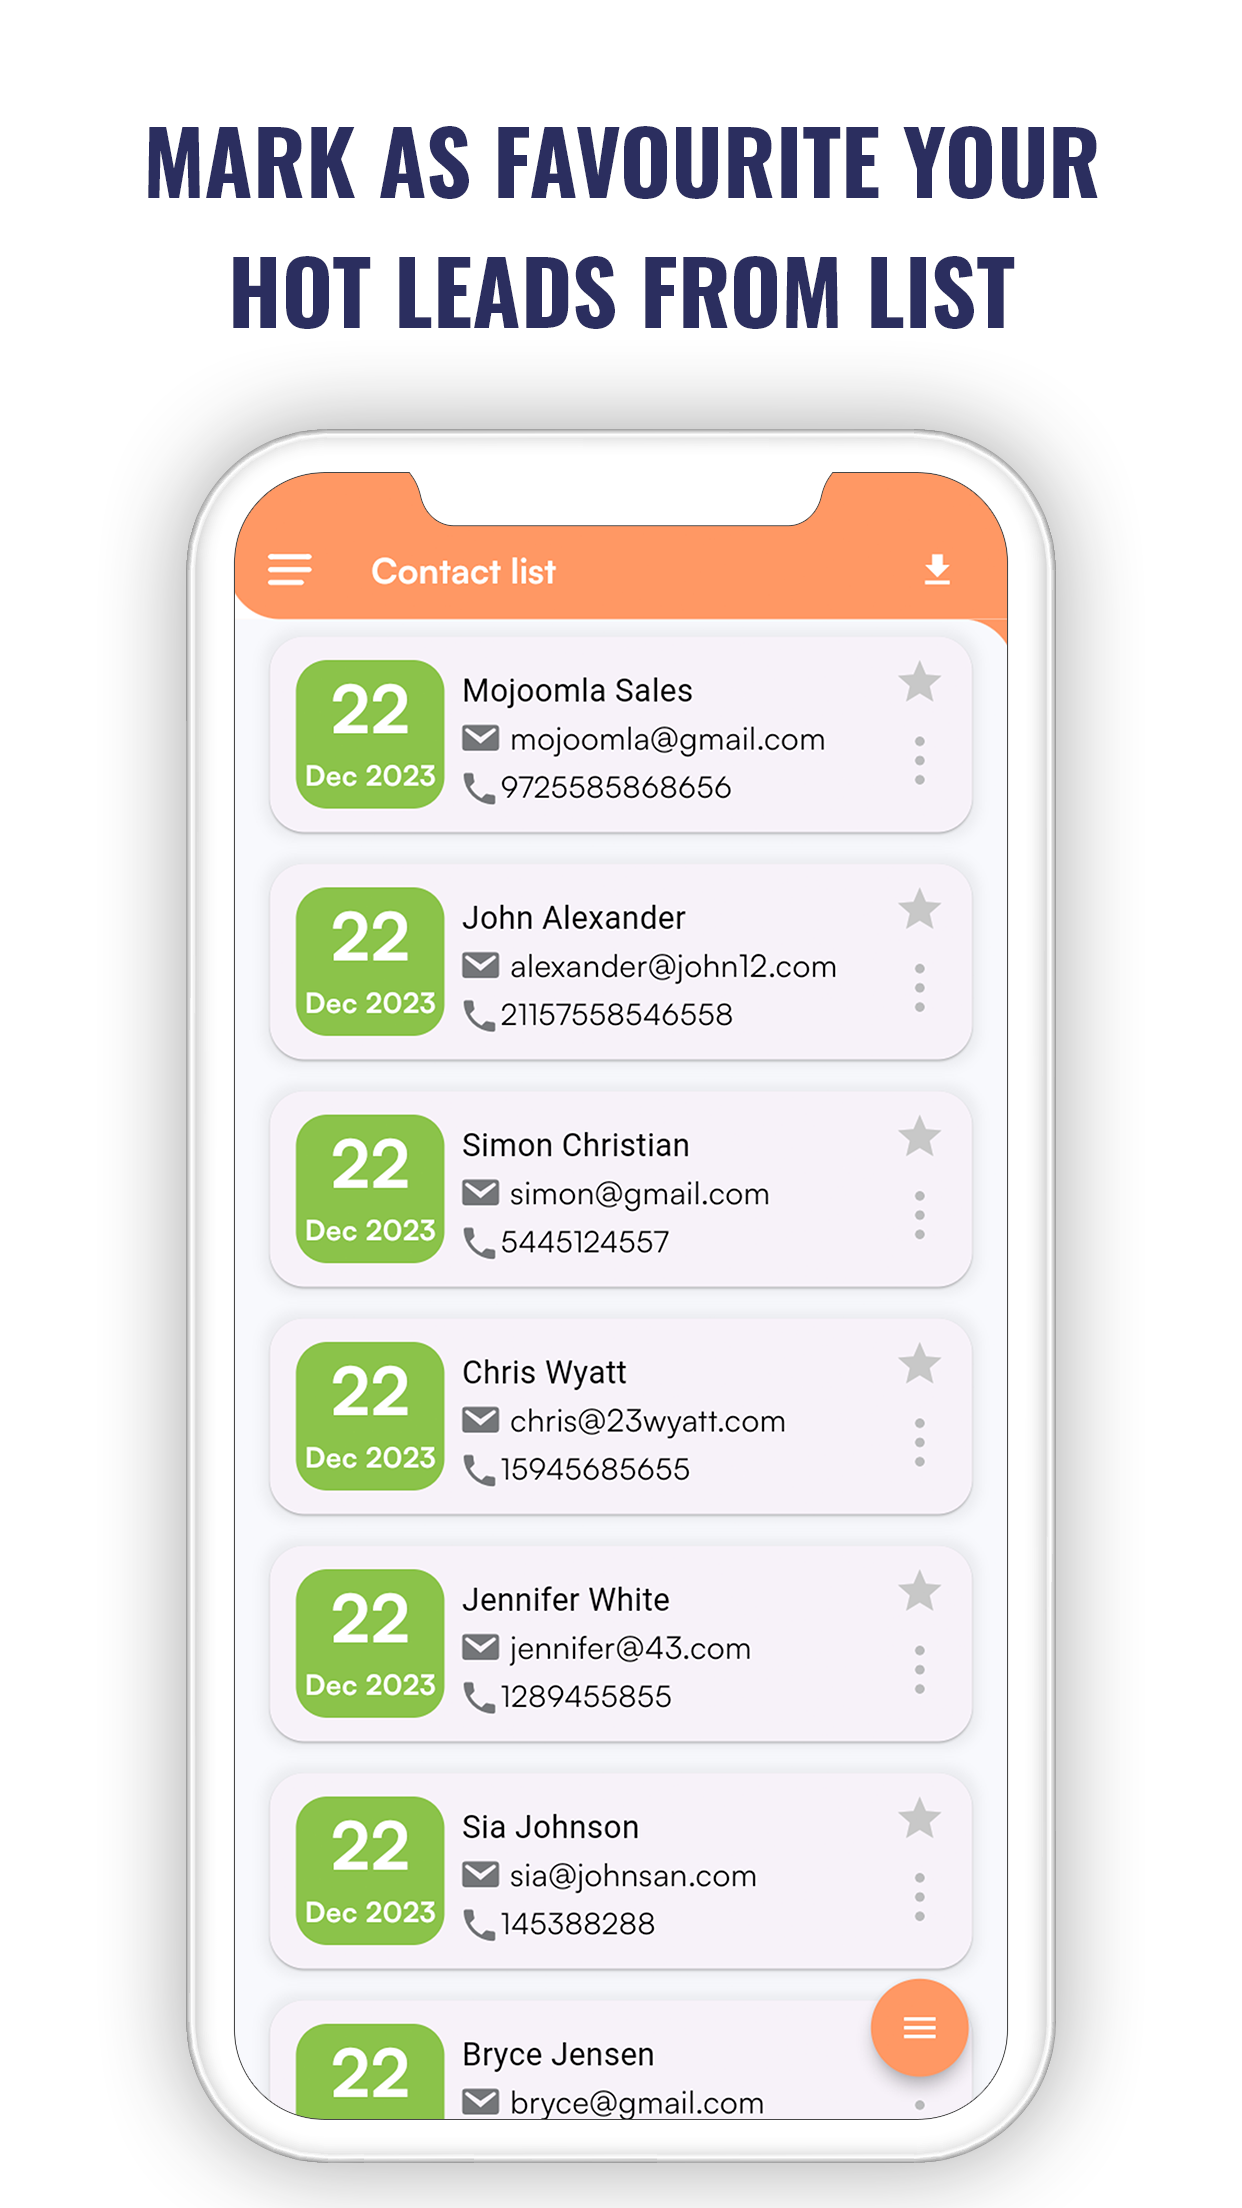 MARK AS FAVOURITE YOUR
HOT LEADS FROM LIST
Contact list
22
Dec 2023
Mojoomla Sales
mojoomla@gmail.com
9725585868656
22
Dec 2023
John Alexander
alexander@john12.com
21157558546558
22
Dec 2023
Simon Christian
simon@gmail.com
5445124557
22
Dec 2023
Chris Wyatt
chris@23wyatt.com
15945685655
22
Dec 2023
Jennifer White
jennifer@43.com
1289455855
22
Dec 2023
Sia Johnson
sia@johnsan.com
145388288
22
Bryce Jensen
bryce@gmail.com